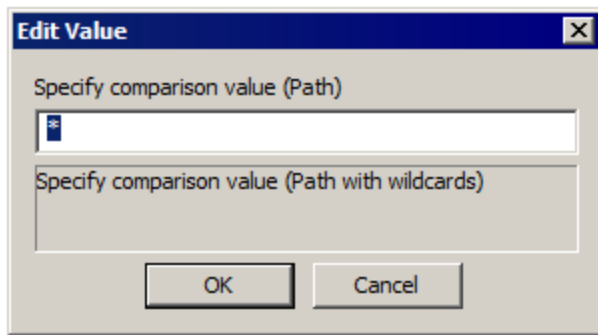 Edit Value
Specify comparison value (Path)
*
Specify comparison value (Path with wildcards)
OK Cancel